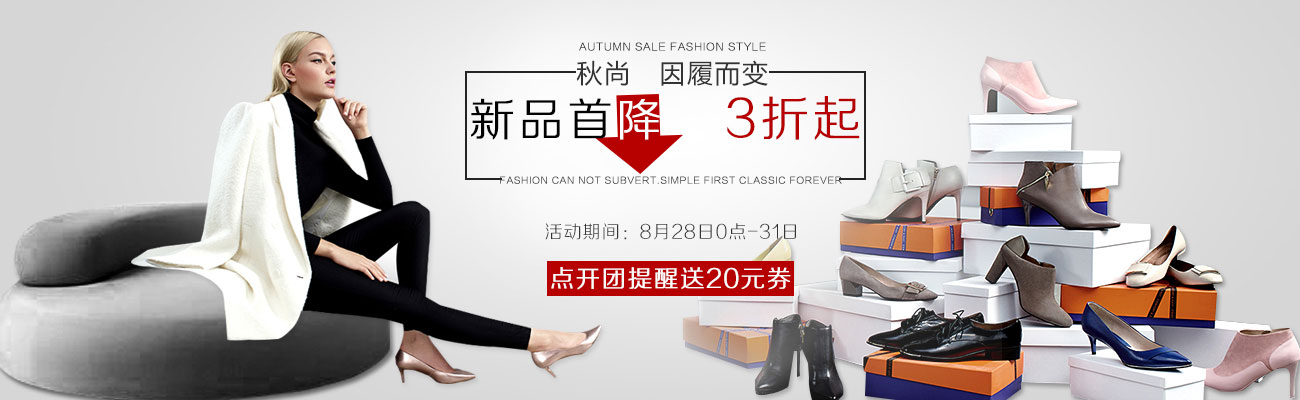 AUTUMN SALE FASHION STYLE
秋尚 因履而变
新品首降 3折起
FASHION CAN NOT SUBVERT.SIMPLE FIRST CLASSIC FOREVER
活动期间：8月28日0点-31日
点开团提醒送20元券